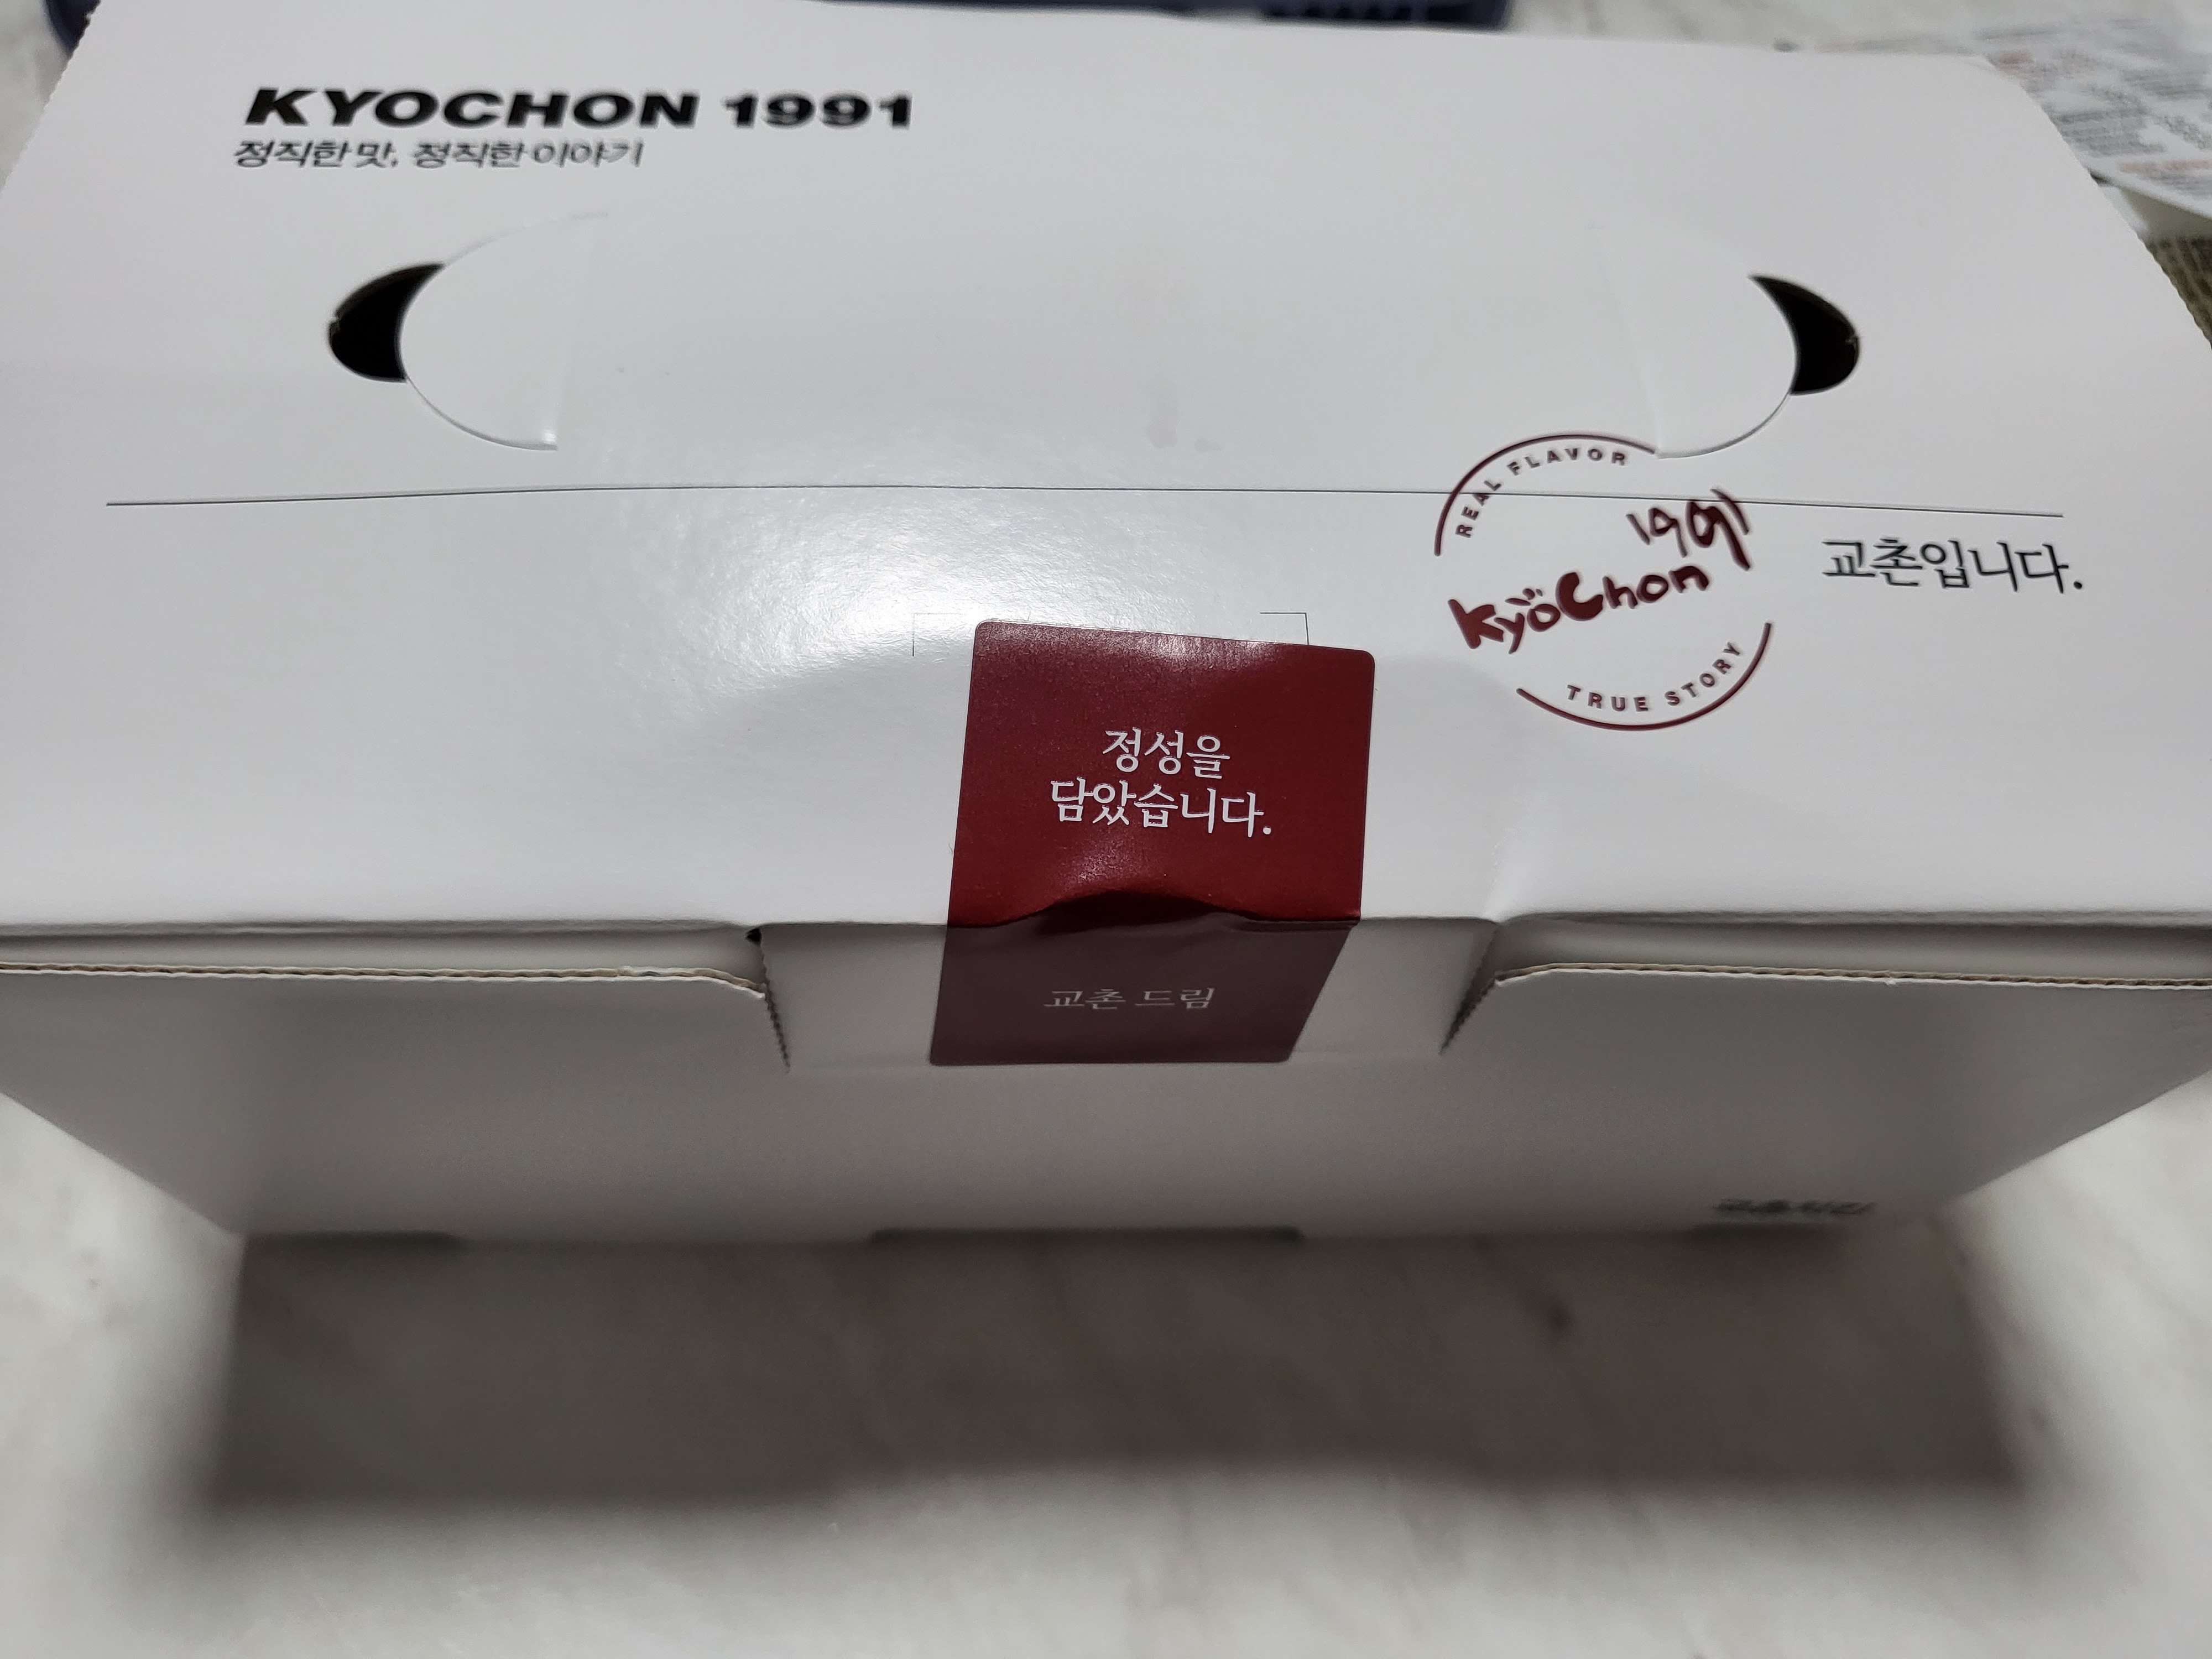 KYOCHON 1991
정직한 맛, 정직한 이야기
REAL FLAVOR
1991
kyoChon
TRUE STORY
교촌입니다.
정성을
담았습니다.
교촌 드림